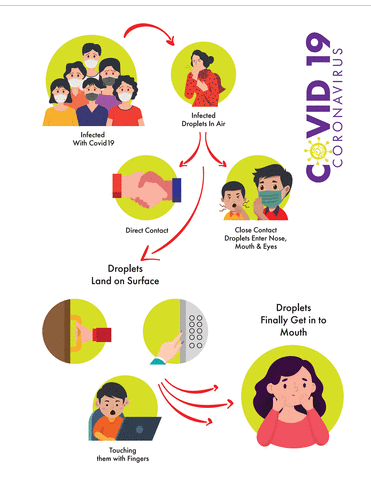 COVID 19
CORONAVIRUS
Infected
With Covid19
Infected
Droplets In Air
Direct Contact
Close Contact
Droplets Enter Nose,
Mouth & Eyes
Droplets
Land on Surface
Droplets
Finally Get in to
Mouth
Touching
them with Fingers